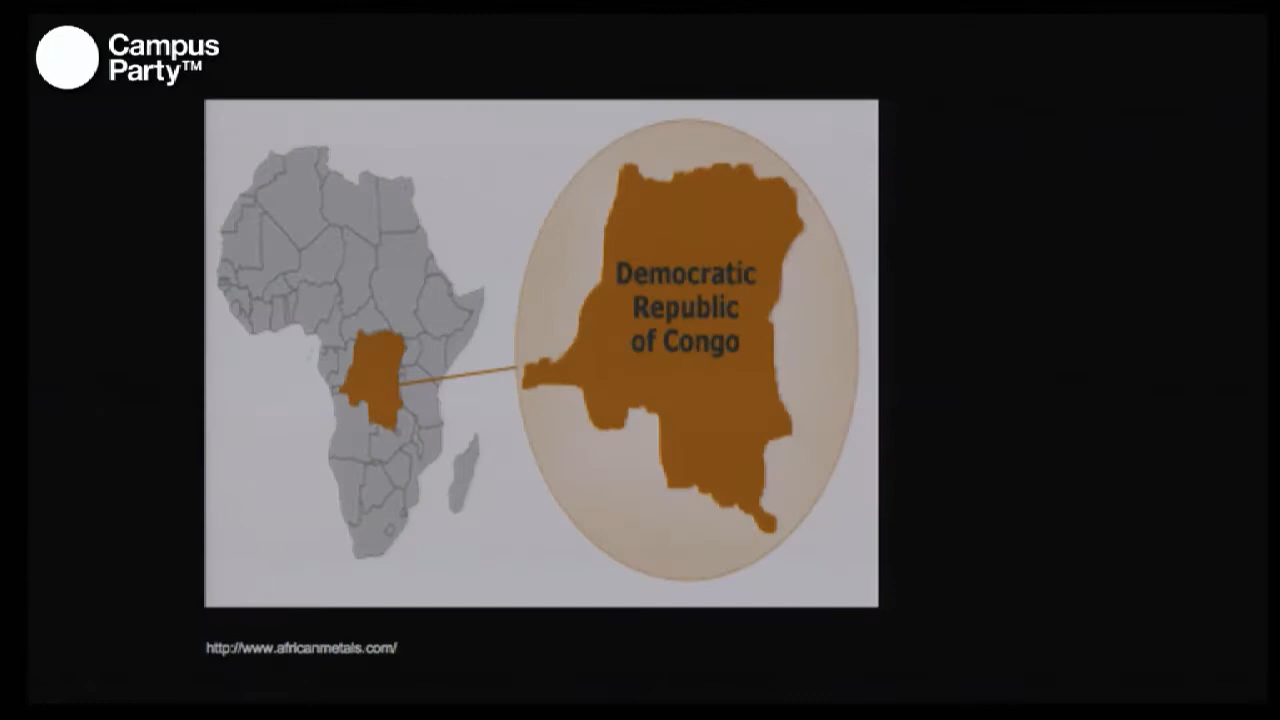 Campus
Party™
Democratic
Republic
of Congo
http://www.africanmetals.com/